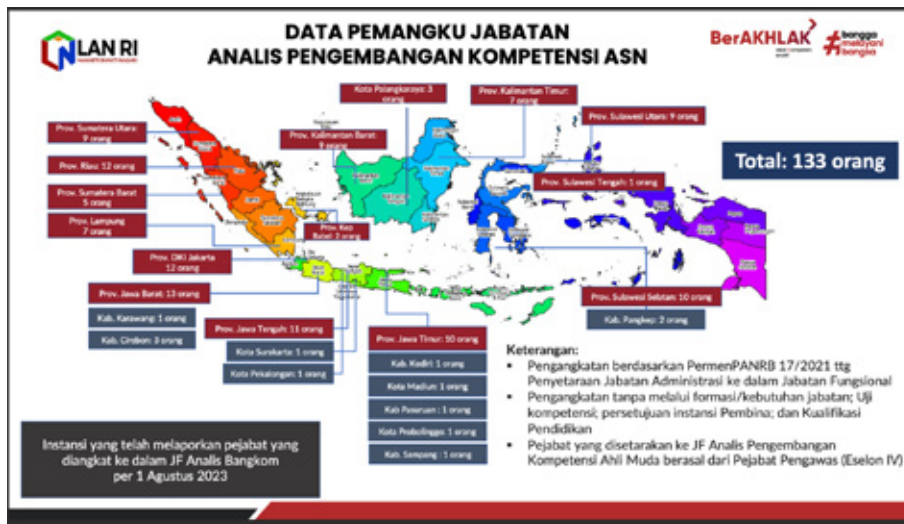 LAN RI
DATA PEMANGKU JABATAN
ANALIS PENGEMBANGAN KOMPETENSI ASN
BerAKHLAK
#bangga
melayani
bangsa
Kota Palangkaraya: 3
orang
Prov. Kalimantan Timur:
7 orang
Prov. Sumatera Utara:
9 orang
Prov. Kalimantan Barat
9 orang
Prov. Sulawesi Utara: 9 orang
Total: 133 orang
Prov. Riau: 12 orang
Prov. Sulawesi Tengah: 1 orang
Prov. Sumatera Barat
5 orang
Prov. Lampung
7 orang
Prov. Kep
Babel: 2 orang
Prov. DKI Jakarta
12 orang
Prov. Jawa Barat: 13 orang
Prov. Sulawesi Selatan: 10 orang
Kab. Karawang: 1 orang
Kab. Pangkep: 2 orang
Kab. Cirebon: 3 orang
Prov. Jawa Tengah: 11 orang
Kota Surakarta: 1 orang
Kota Pekalongan: 1 orang
Prov. Jawa Timur: 10 orang
Kab. Kediri: 1 orang
Kota Madiun: 1 orang
Kab Pasuruan : 1 orang
Kota Probolinggo: 1 orang
Kab. Sampang : 1 orang
Keterangan:
▪ Pengangkatan berdasarkan PermenPANRB 17/2021 ttg
Penyetaraan Jabatan Administrasi ke dalam Jabatan Fungsional
▪ Pengangkatan tanpa melalui formasi/kebutuhan jabatan; Uji
kompetensi; persetujuan instansi Pembina; dan Kualifikasi
Pendidikan
▪ Pejabat yang disetarakan ke JF Analis Pengembangan
Kompetensi Ahli Muda berasal dari Pejabat Pengawas (Eselon IV)
Instansi yang telah melaporkan pejabat yang
diangkat ke dalam JF Analis Bangkom
per 1 Agustus 2023